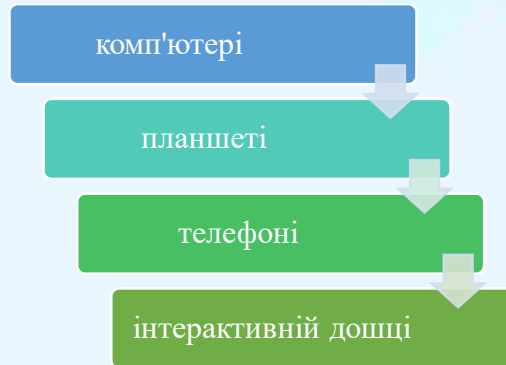 комп'ютері
планшеті
телефоні
інтерактивній дошці